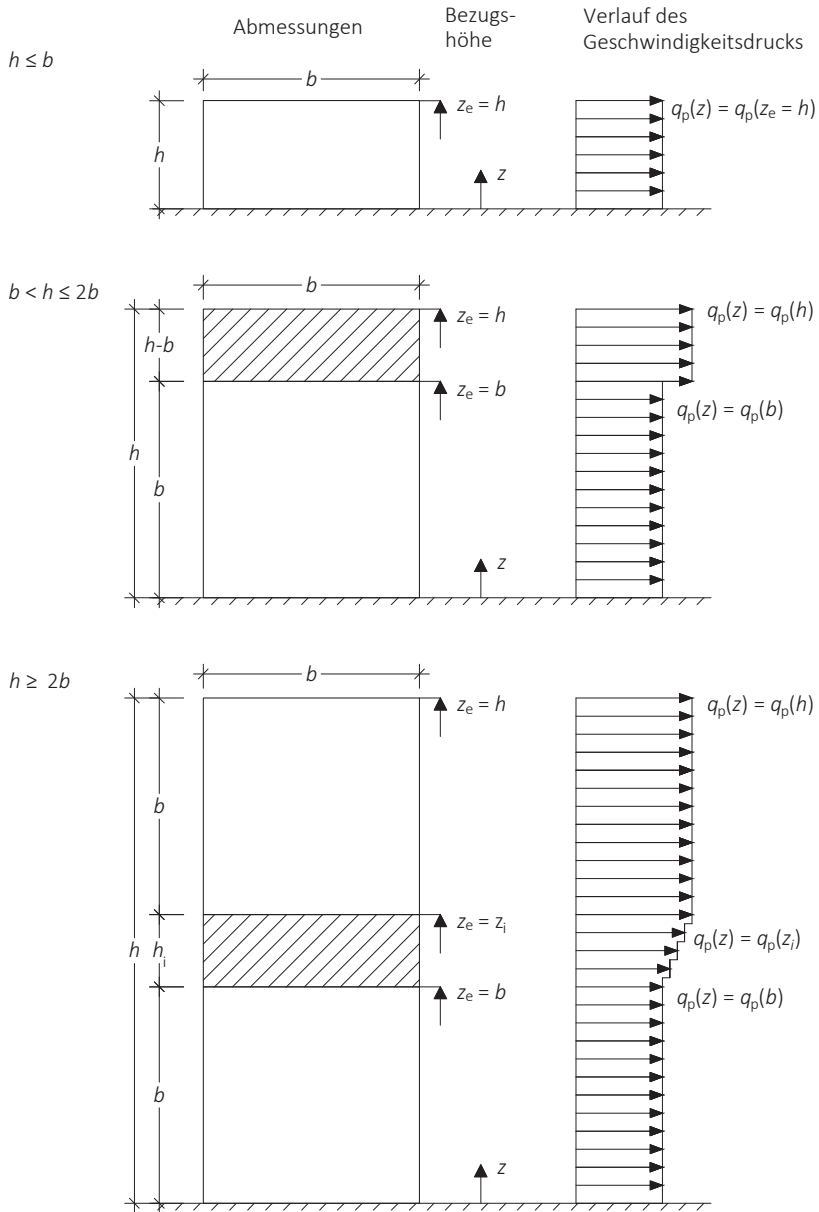 Abmessungen
Bezugs-
höhe
Verlauf des
Geschwindigkeitsdrucks
h ≤ b
b
z_e = h
q_p(z) = q_p(z_e = h)
h
z
b < h ≤ 2b
b
z_e = h
q_p(z) = q_p(h)
h-b
z_e = b
q_p(z) = q_p(b)
h
b
z
h ≥ 2b
b
z_e = h
q_p(z) = q_p(h)
b
z_e = z_i
q_p(z) = q_p(z_i)
h
h_i
z_e = b
q_p(z) = q_p(b)
b
z